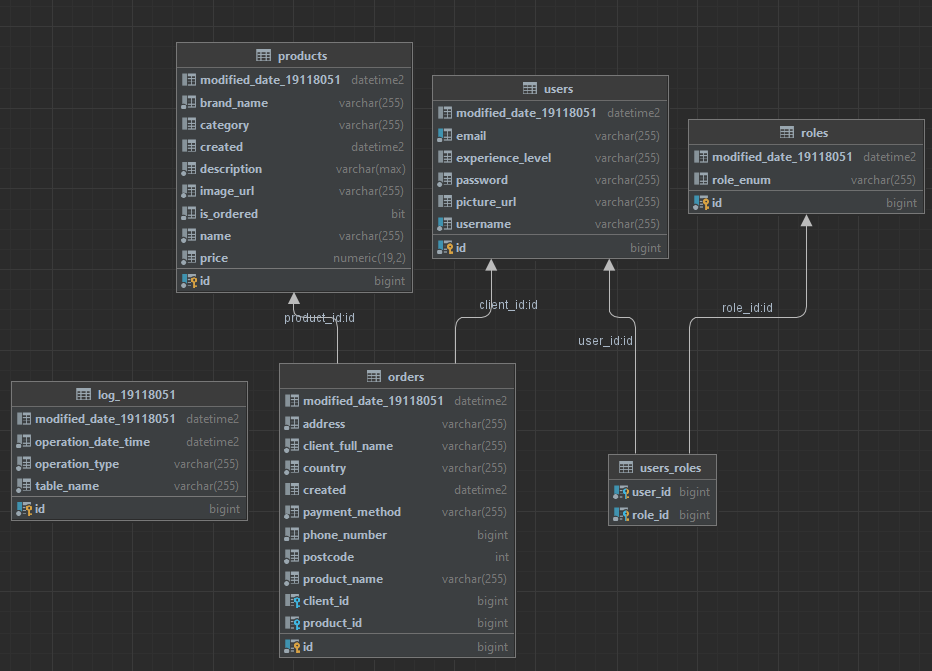 products
modified_date_19118051 datetime2
brand_name varchar(255)
category varchar(255)
created datetime2
description varchar(max)
image_url varchar(255)
is_ordered bit
name varchar(255)
price numeric(19,2)
id bigint
users
modified_date_19118051 datetime2
email varchar(255)
experience_level varchar(255)
password varchar(255)
picture_url varchar(255)
username varchar(255)
id bigint
roles
modified_date_19118051 datetime2
role_enum varchar(255)
id bigint
product_id:id
client_id:id
user_id:id
role_id:id
log_19118051
modified_date_19118051 datetime2
operation_date_time datetime2
operation_type varchar(255)
table_name varchar(255)
id bigint
orders
modified_date_19118051 datetime2
address varchar(255)
client_full_name varchar(255)
country varchar(255)
created datetime2
payment_method varchar(255)
phone_number bigint
postcode int
product_name varchar(255)
client_id bigint
product_id bigint
id bigint
users_roles
user_id bigint
role_id bigint